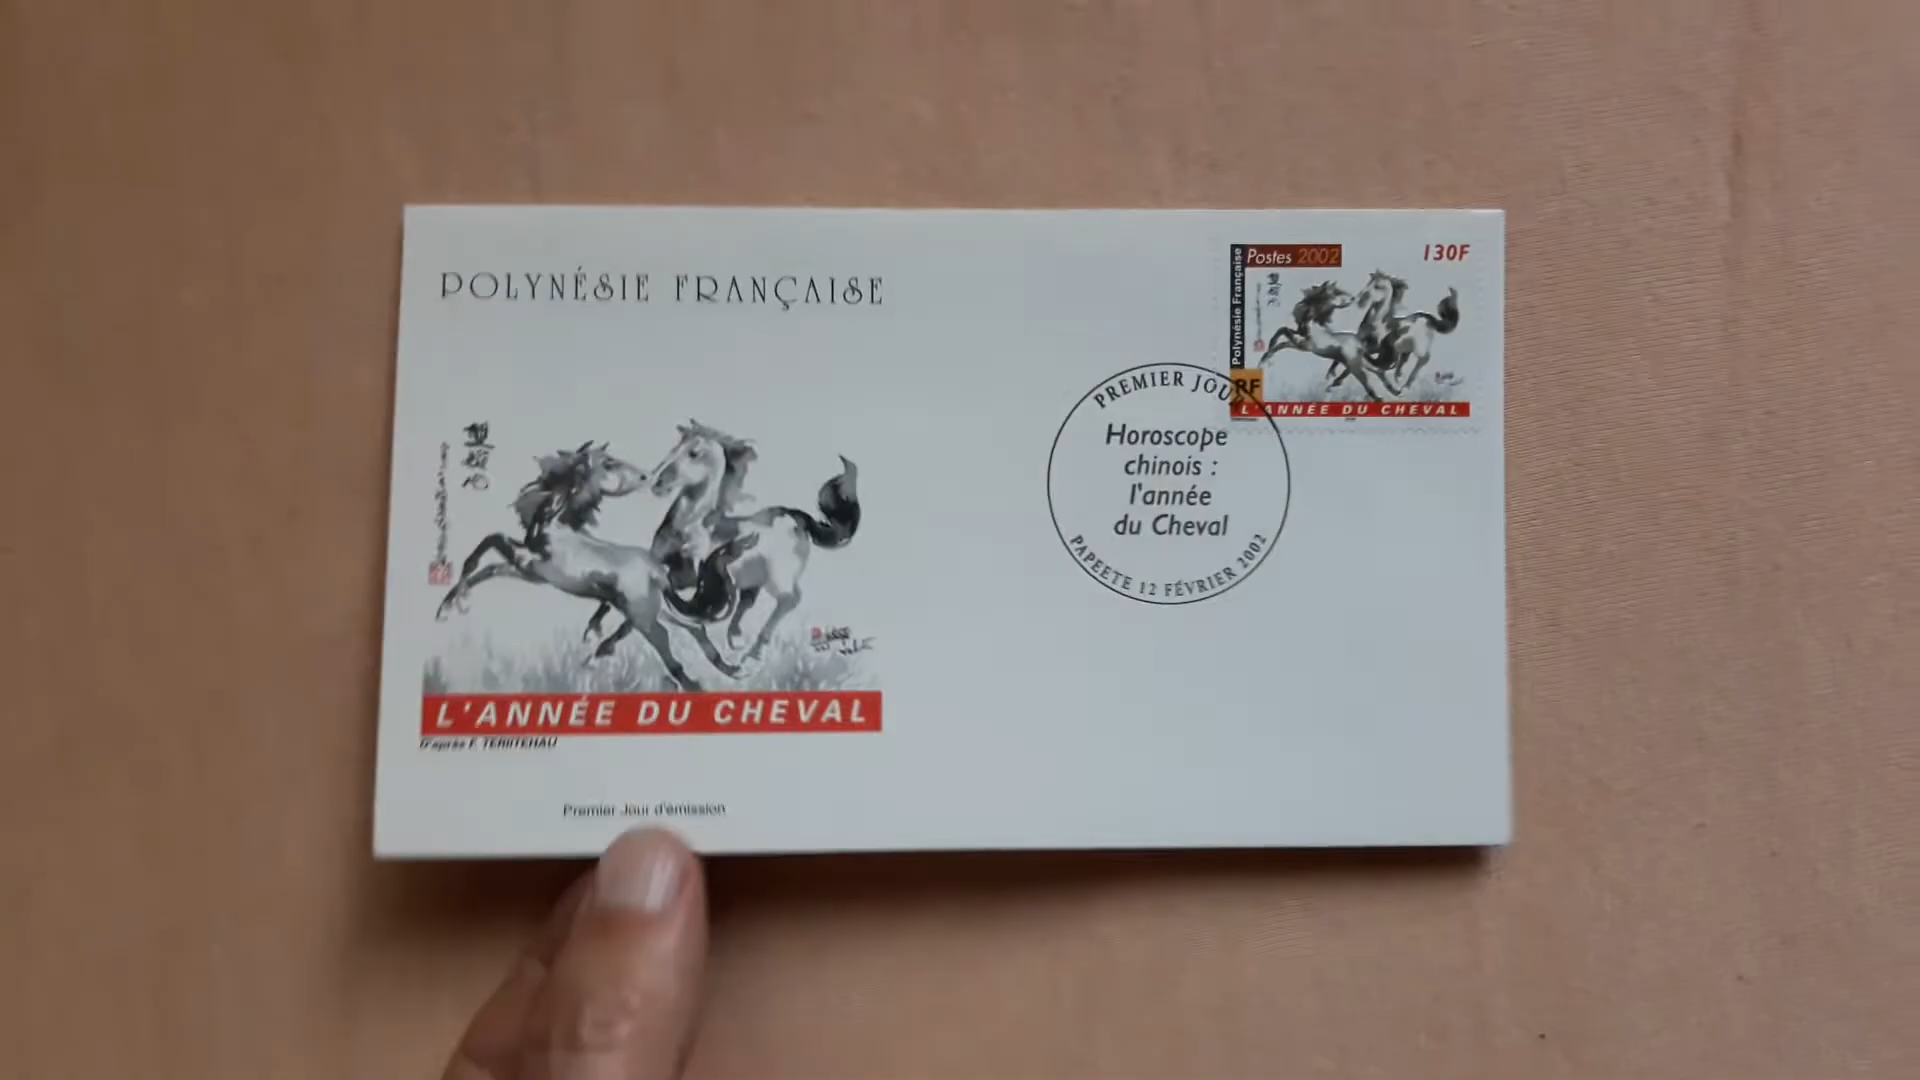 POLYNÉSIE FRANÇAISE
L'ANNÉE DU CHEVAL
D'après F. TERIITEHAU
Premier Jour d'émission
Postes 2002
130F
Polynésie Française
RF
L'ANNÉE DU CHEVAL
PREMIER JOUR
Horoscope
chinois :
l'année
du Cheval
PAPEETE 12 FÉVRIER 2002